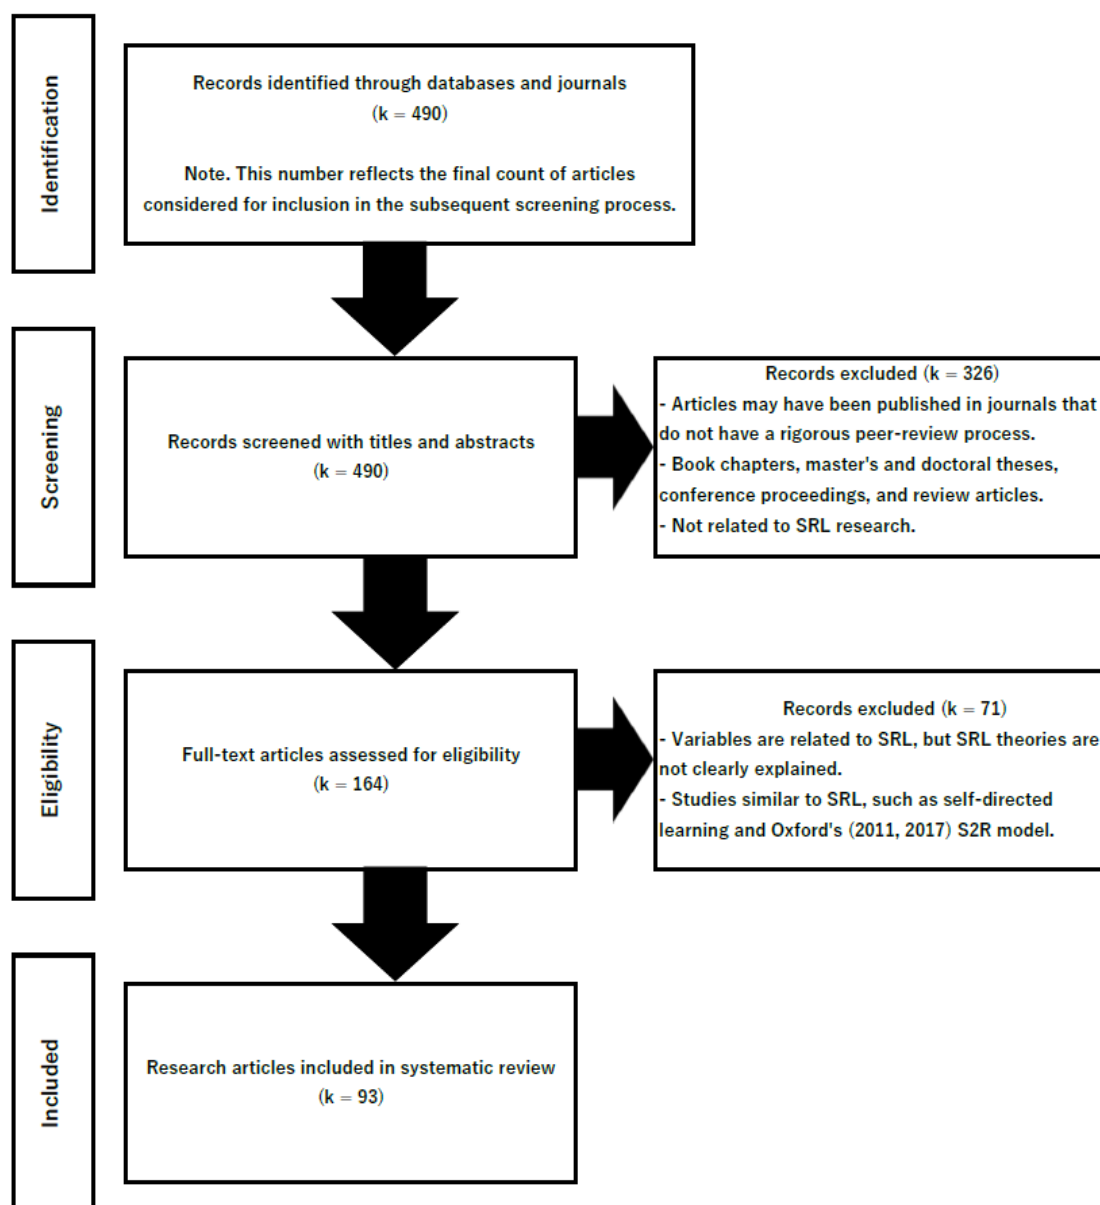 Identification
Records identified through databases and journals
(k = 490)
Note. This number reflects the final count of articles
considered for inclusion in the subsequent screening process.
Screening
Records screened with titles and abstracts
(k = 490)
Records excluded (k = 326)
- Articles may have been published in journals that
do not have a rigorous peer-review process.
- Book chapters, master's and doctoral theses,
conference proceedings, and review articles.
- Not related to SRL research.
Eligibility
Full-text articles assessed for eligibility
(k = 164)
Records excluded (k = 71)
- Variables are related to SRL, but SRL theories are
not clearly explained.
- Studies similar to SRL, such as self-directed
learning and Oxford's (2011, 2017) S2R model.
Included
Research articles included in systematic review
(k = 93)